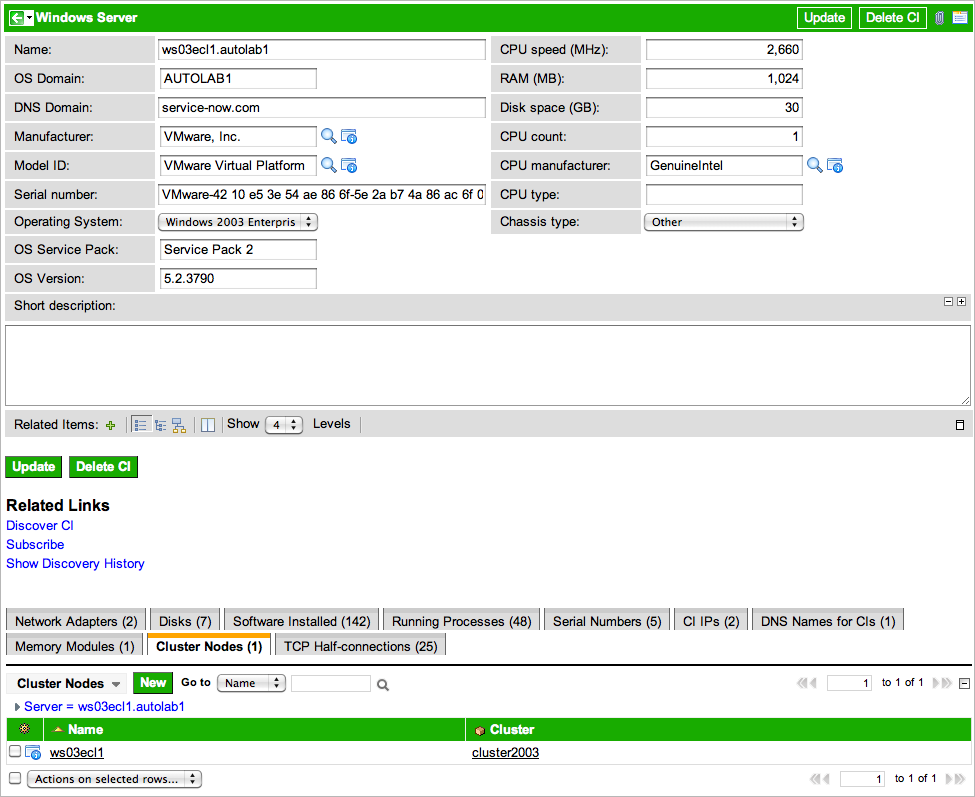 Windows Server Update Delete CI
Name: ws03ecl1.autolab1 CPU speed (MHz): 2,660
OS Domain: AUTOLAB1 RAM (MB): 1,024
DNS Domain: service-now.com Disk space (GB): 30
Manufacturer: VMware, Inc. CPU count: 1
Model ID: VMware Virtual Platform CPU manufacturer: GenuineIntel
Serial number: VMware-42 10 e5 3e 54 ae 86 6f-5e 2a b7 4a 86 ac 6f CPU type:
Operating System: Windows 2003 Enterpris Chassis type: Other
OS Service Pack: Service Pack 2
OS Version: 5.2.3790
Short description:
Related Items: Show 4 Levels
Update Delete CI
Related Links
Discover CI
Subscribe
Show Discovery History
Network Adapters (2) Disks (7) Software Installed (142) Running Processes (48) Serial Numbers (5) CI IPs (2) DNS Names for CIs (1)
Memory Modules (1) Cluster Nodes (1) TCP Half-connections (25)
Cluster Nodes New Go to Name 1 to 1 of 1
Server = ws03ecl1.autolab1
Name Cluster
ws03ecl1 cluster2003
Actions on selected rows... 1 to 1 of 1